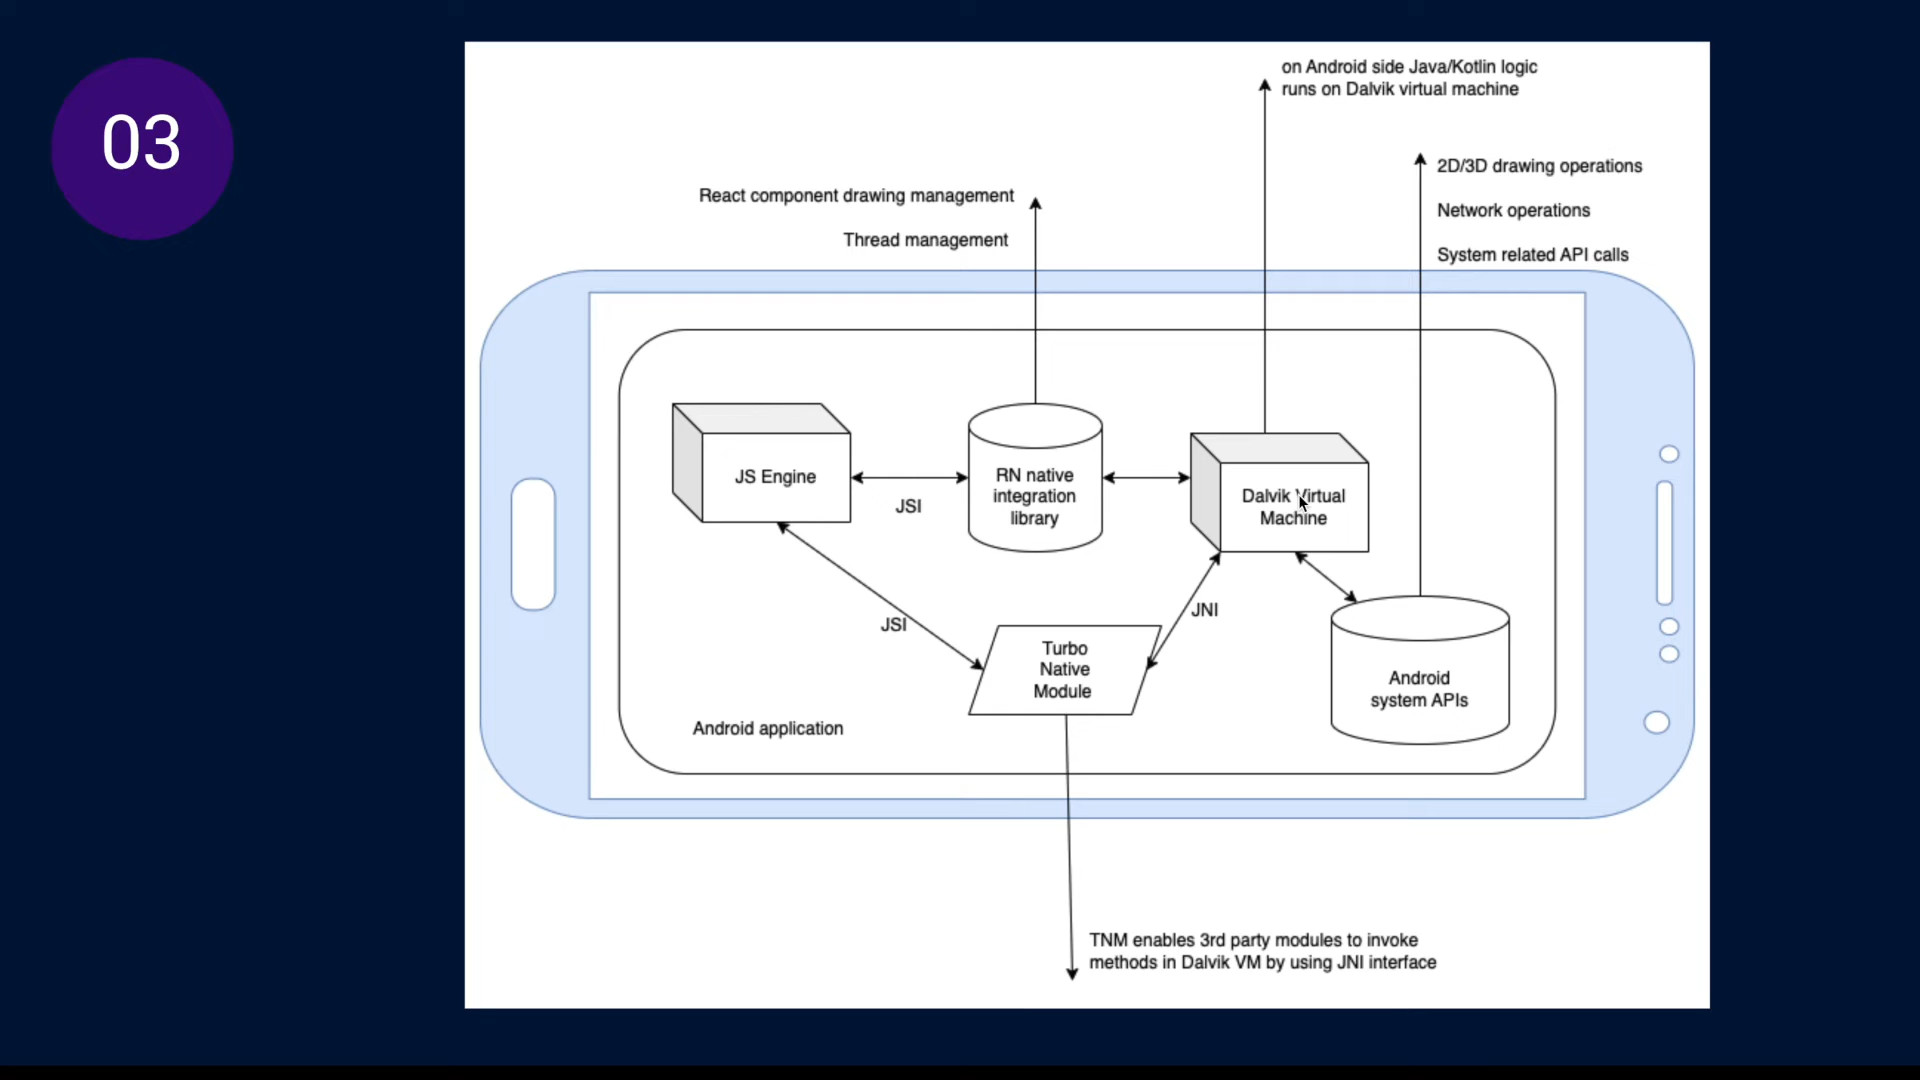 03
on Android side Java/Kotlin logic
runs on Dalvik virtual machine
2D/3D drawing operations
React component drawing management
Network operations
Thread management
System related API calls
JS Engine
JSI
RN native
integration
library
Dalvik Virtual
Machine
JSI
JNI
Turbo
Native
Module
Android
system APIs
Android application
TNM enables 3rd party modules to invoke
methods in Dalvik VM by using JNI interface